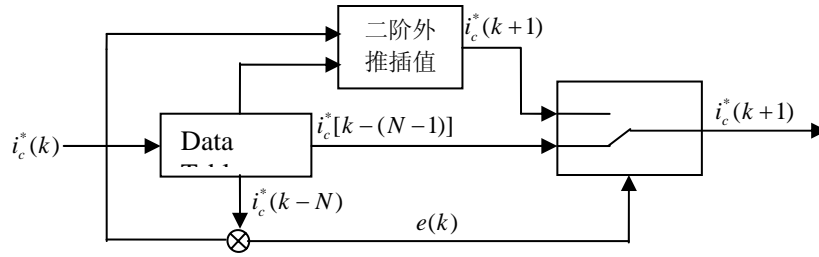 二阶外
推插值
i_c^*(k+1)
i_c^*(k+1)
i_c^*(k)
Data
i_c^*[k-(N-1)]
i_c^*(k-N)
e(k)